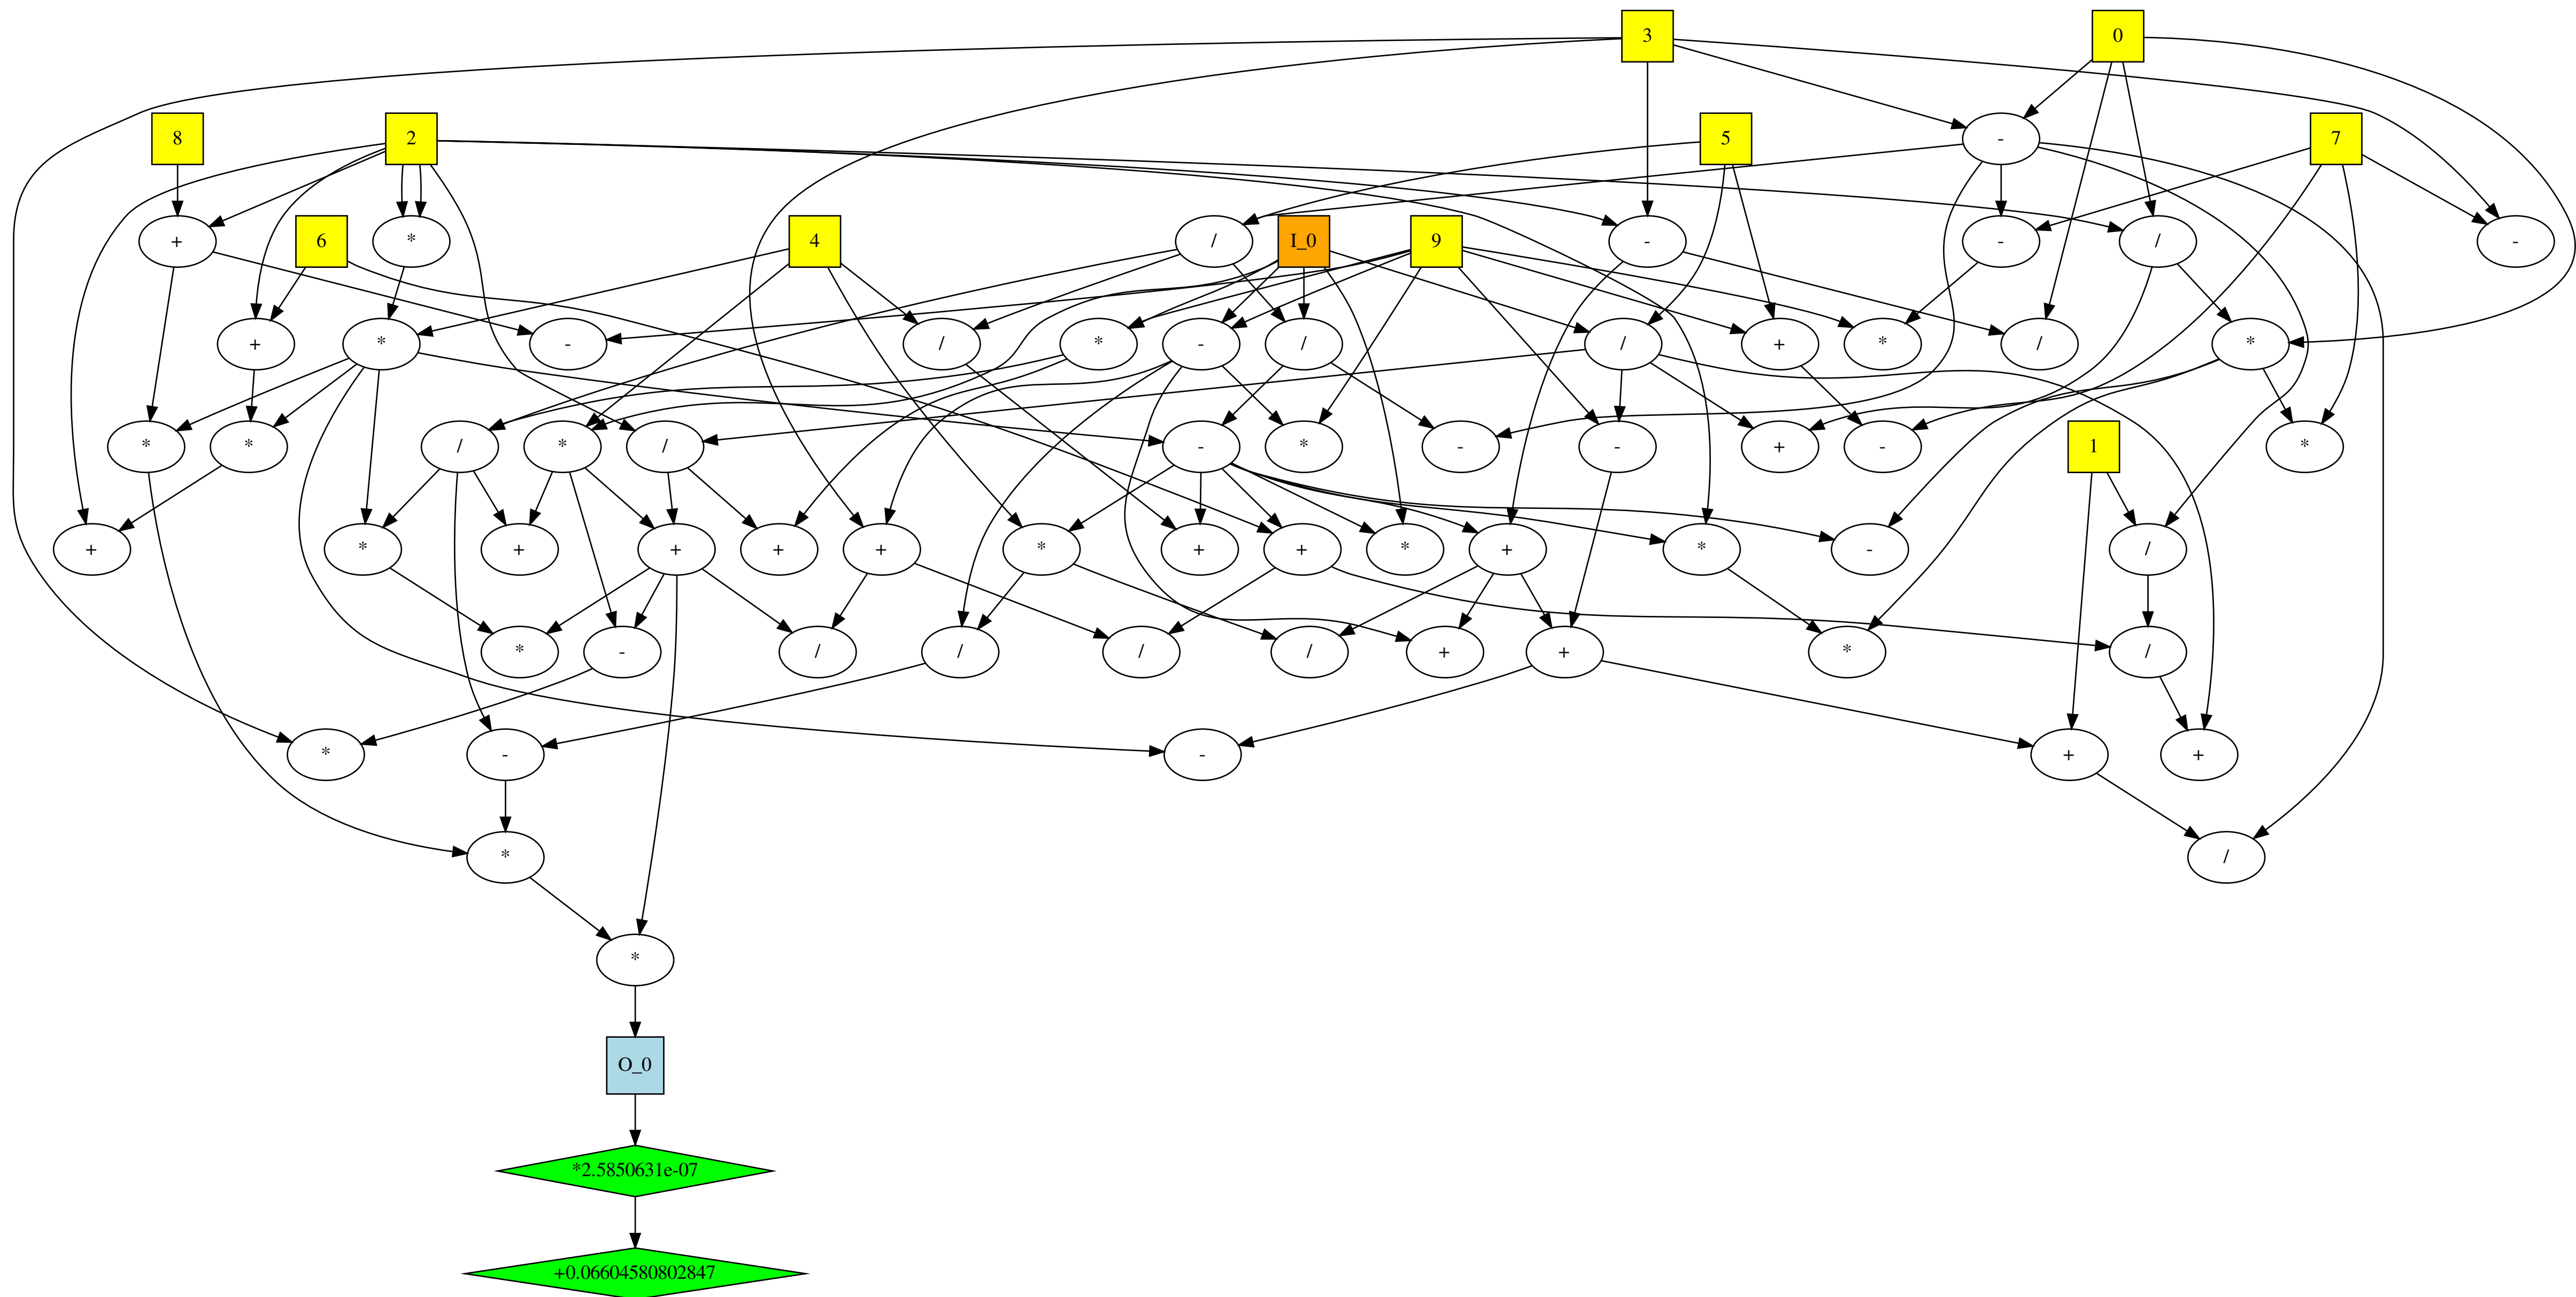 3 0
8 2 5 - 7
+ 6 * 4 / I_0 9 - - / -
+ * - / * - / / + * / *
* * / * / - * - - + - 1 *
+ * + + + + * + + * + * - /
* - / / / / + + * /
* - - + +
* /
*
O_0
*2.5850631e-07
+0.06604580802847